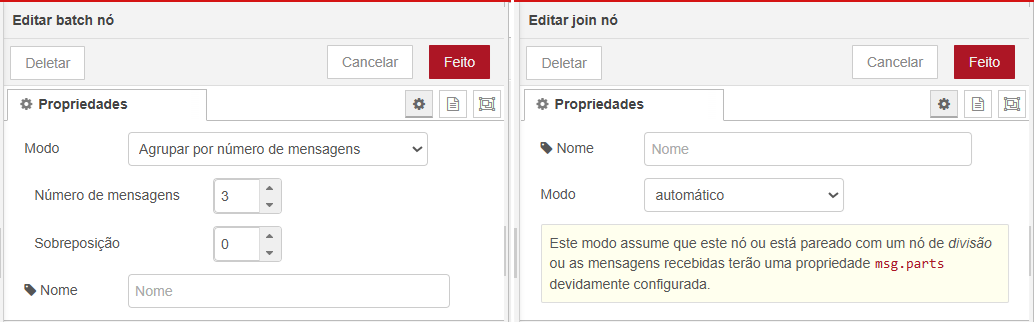 Editar batch nó
Deletar
Cancelar
Feito
Propriedades
Modo
Agrupar por número de mensagens
Número de mensagens
3
Sobreposição
0
Nome
Nome
Editar join nó
Deletar
Cancelar
Feito
Propriedades
Nome
Nome
Modo
automático
Este modo assume que este nó ou está pareado com um nó de divisão
ou as mensagens recebidas terão uma propriedade msg.parts
devidamente configurada.